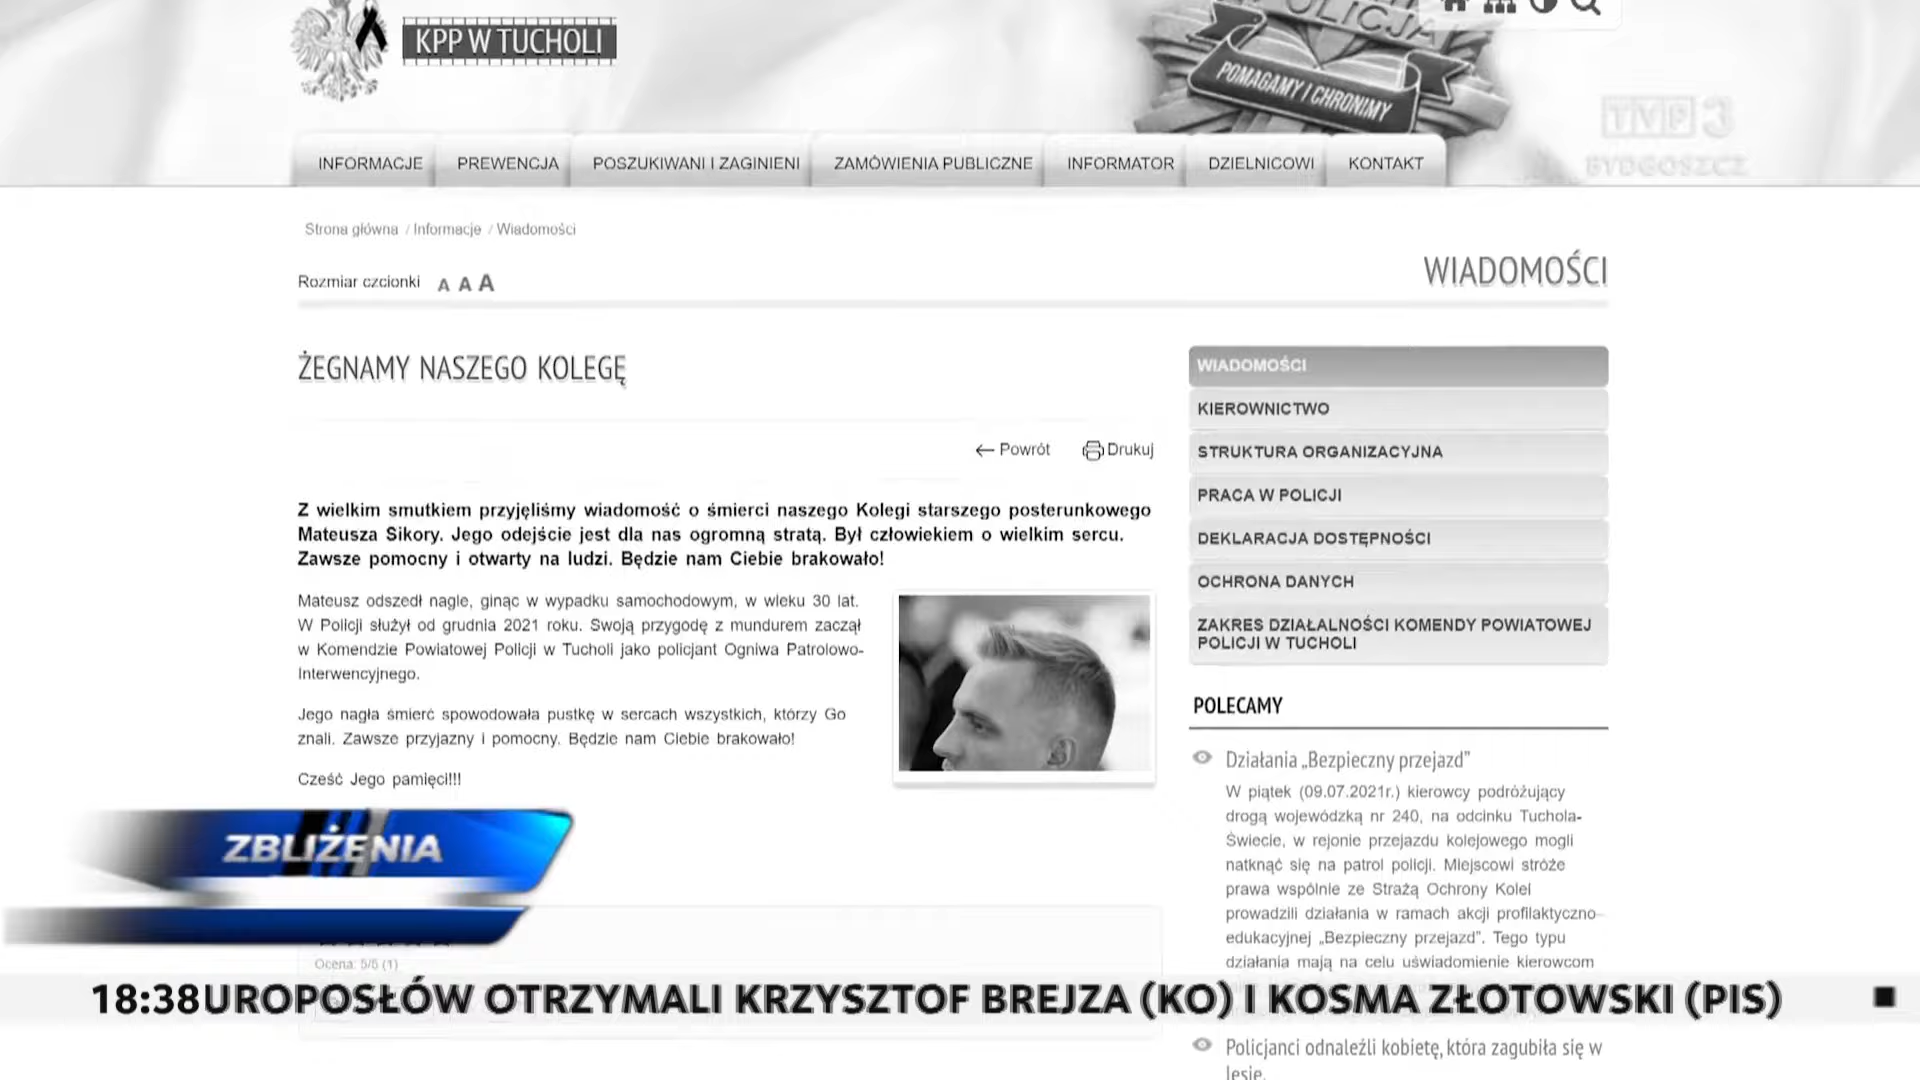 KPP W TUCHOLI
POLICJA
POMAGAMY I CHRONIMY
TVP3
BYDGOSZCZ
INFORMACJE PREWENCJA POSZUKIWANI I ZAGINIENI ZAMÓWIENIA PUBLICZNE INFORMATOR DZIELNICOWI KONTAKT
Strona główna / Informacje / Wiadomości
Rozmiar czcionki A A A
WIADOMOŚCI
ŻEGNAMY NASZEGO KOLEGĘ
Powrót Drukuj
Z wielkim smutkiem przyjęliśmy wiadomość o śmierci naszego Kolegi starszego posterunkowego
Mateusza Sikory. Jego odejście jest dla nas ogromną stratą. Był człowiekiem o wielkim sercu.
Zawsze pomocny i otwarty na ludzi. Będzie nam Ciebie brakowało!
Mateusz odszedł nagle, ginąc w wypadku samochodowym, w wieku 30 lat.
W Policji służył od grudnia 2021 roku. Swoją przygodę z mundurem zaczął
w Komendzie Powiatowej Policji w Tucholi jako policjant Ogniwa Patrolowo-
Interwencyjnego.
Jego nagła śmierć spowodowała pustkę w sercach wszystkich, którzy Go
znali. Zawsze przyjazny i pomocny. Będzie nam Ciebie brakowało!
Cześć Jego pamięci!!!
WIADOMOŚCI
KIEROWNICTWO
STRUKTURA ORGANIZACYJNA
PRACA W POLICJI
DEKLARACJA DOSTĘPNOŚCI
OCHRONA DANYCH
ZAKRES DZIAŁALNOŚCI KOMENDY POWIATOWEJ
POLICJI W TUCHOLI
POLECAMY
Działania „Bezpieczny przejazd”
W piątek (09.07.2021r.) kierowcy podróżujący
drogą wojewódzką nr 240, na odcinku Tuchola-
Świecie, w rejonie przejazdu kolejowego mogli
natknąć się na patrol policji. Miejscowi stróże
prawa wspólnie ze Strażą Ochrony Kolei
prowadzili działania w ramach akcji profilaktyczno-
edukacyjnej „Bezpieczny przejazd”. Tego typu
działania mają na celu uświadomienie kierowcom
Policjanci odnaleźli kobietę, która zagubiła się w
lesie.
ZBLIŻENIA
Ocena: 5/5 (1)
18:38 UROPOSŁÓW OTRZYMALI KRZYSZTOF BREJZA (KO) I KOSMA ZŁOTOWSKI (PIS)